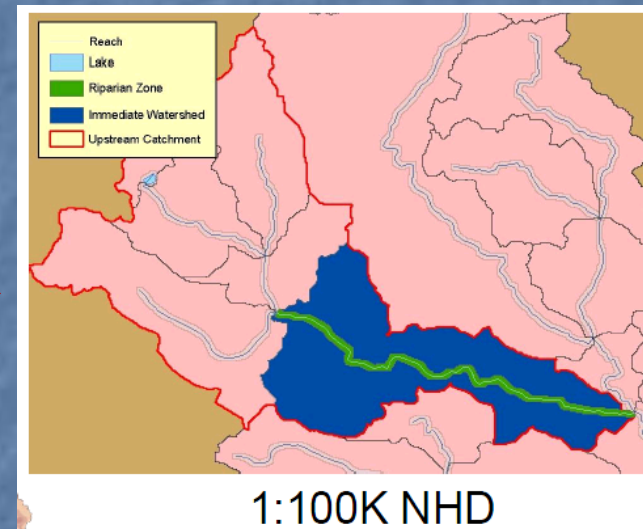 Reach
Lake
Riparian Zone
Immediate Watershed
Upstream Catchment
1:100K NHD